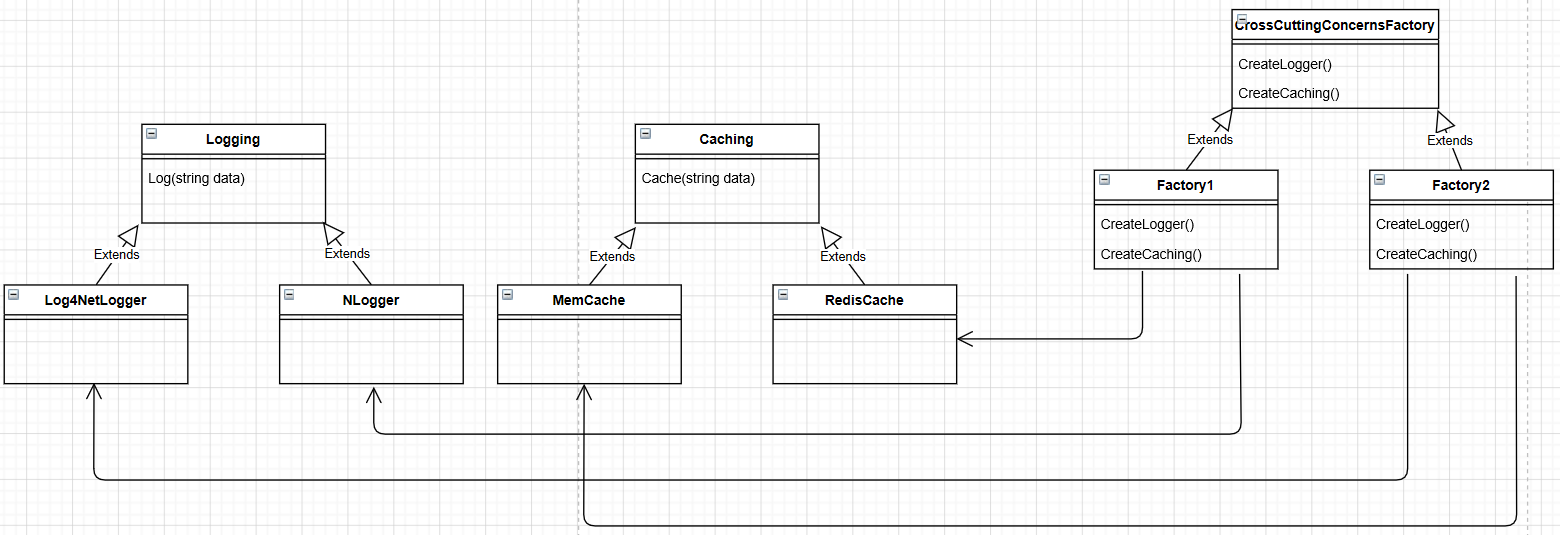 CrossCuttingConcernsFactory
CreateLogger()
CreateCaching()
Extends
Extends
Logging
Log(string data)
Extends
Extends
Caching
Cache(string data)
Extends
Extends
Factory1
CreateLogger()
CreateCaching()
Factory2
CreateLogger()
CreateCaching()
Log4NetLogger
NLogger
MemCache
RedisCache